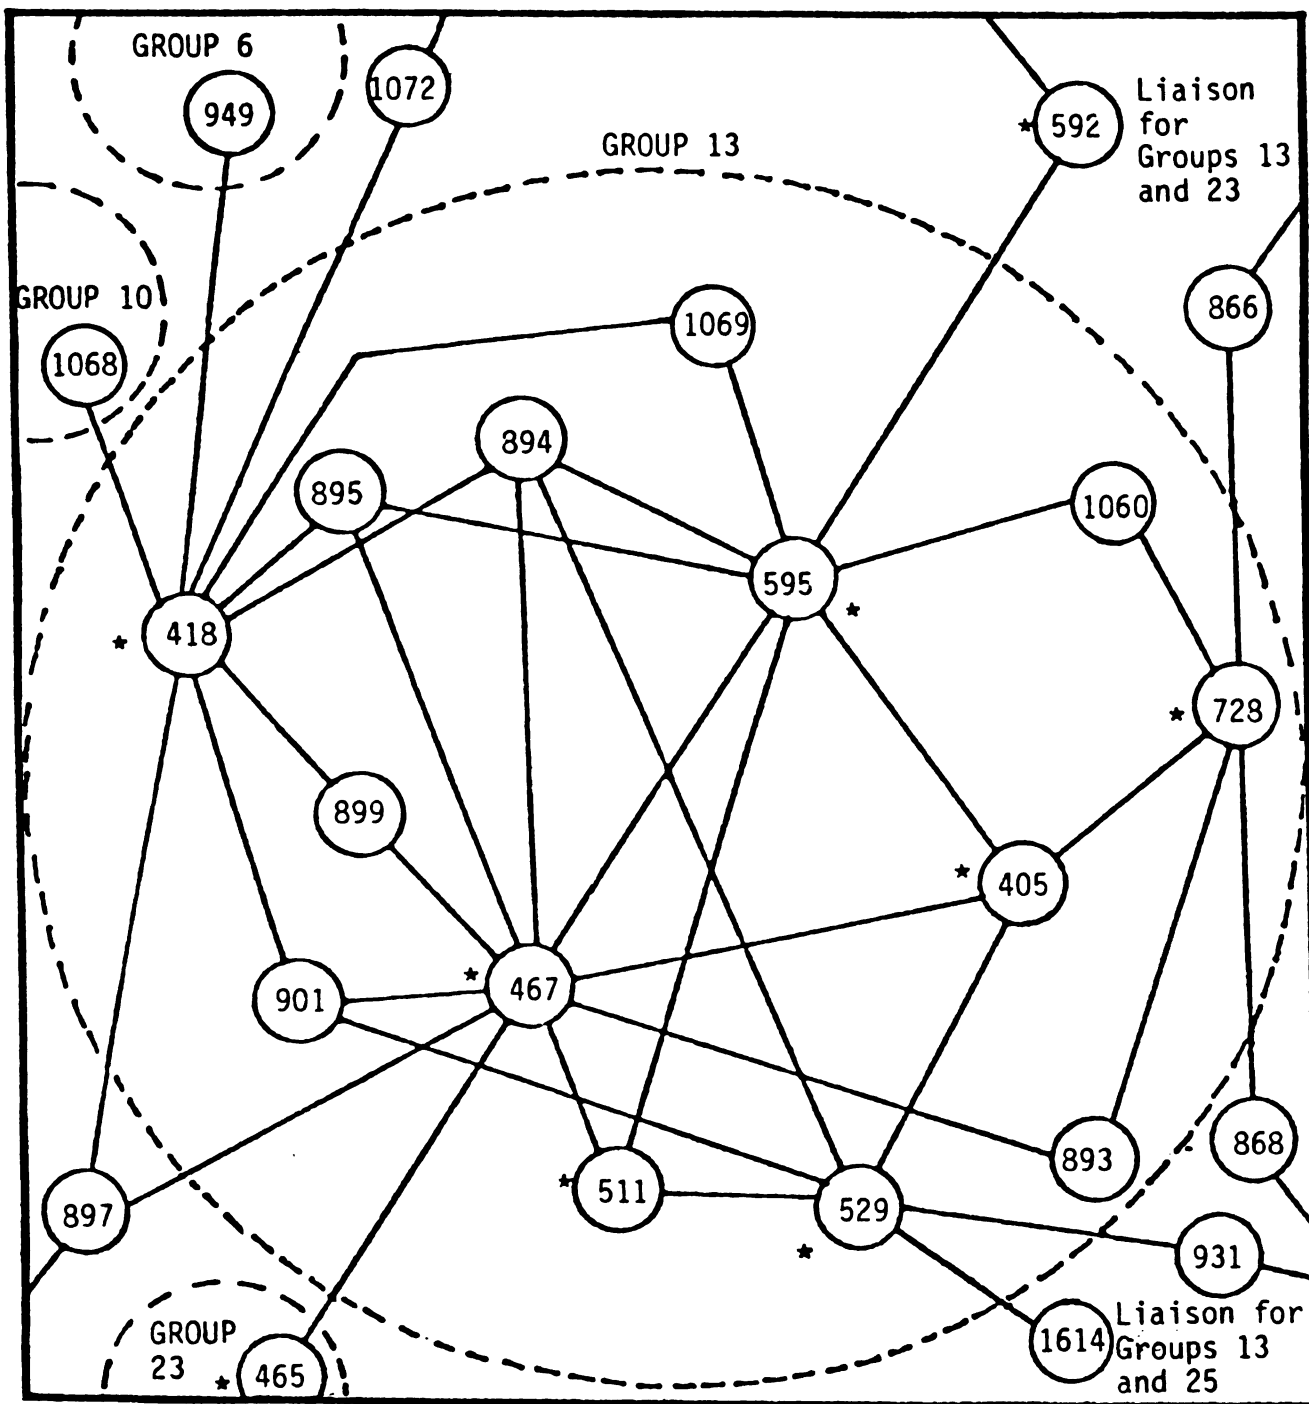 GROUP 6
949
1072
* 592
Liaison
for
Groups 13
and 23
GROUP 13
GROUP 10
1068
866
1069
894
895
1060
595
*
* 418
* 728
899
* 405
901
* 467
893
868
897
* 511
529
*
931
GROUP
23
* 465
1614
Liaison for
Groups 13
and 25